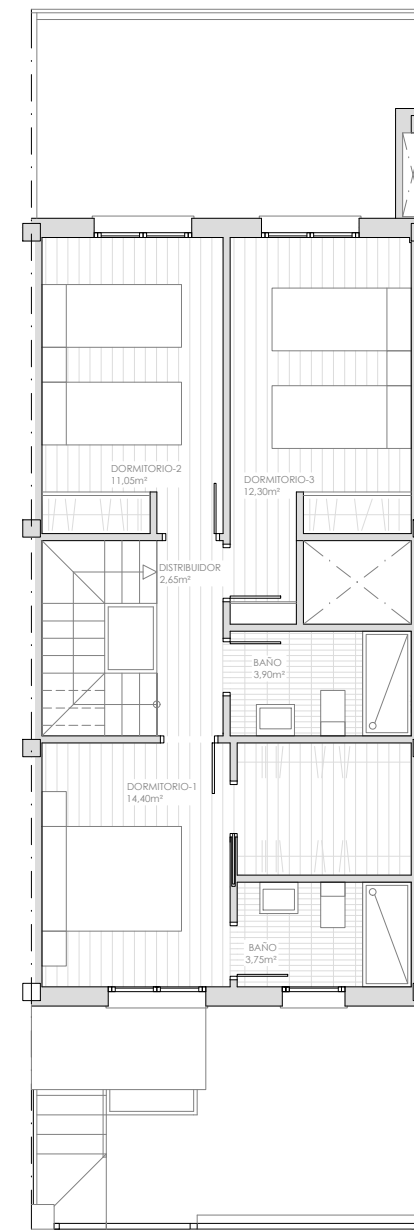 DORMITORIO-2
11,05m²
DORMITORIO-3
12,30m²
DISTRIBUIDOR
2,65m²
BAÑO
3,90m²
DORMITORIO-1
14,40m²
BAÑO
3,75m²